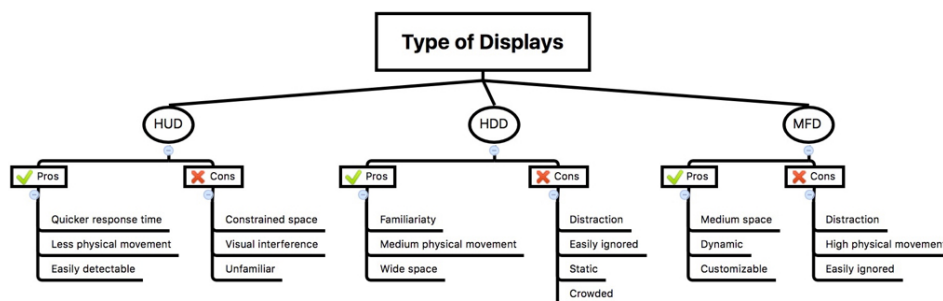 Type of Displays
HUD
Pros
Quicker response time
Less physical movement
Easily detectable
Cons
Constrained space
Visual interference
Unfamiliar
HDD
Pros
Familiariaty
Medium physical movement
Wide space
Cons
Distraction
Easily ignored
Static
Crowded
MFD
Pros
Medium space
Dynamic
Customizable
Cons
Distraction
High physical movement
Easily ignored